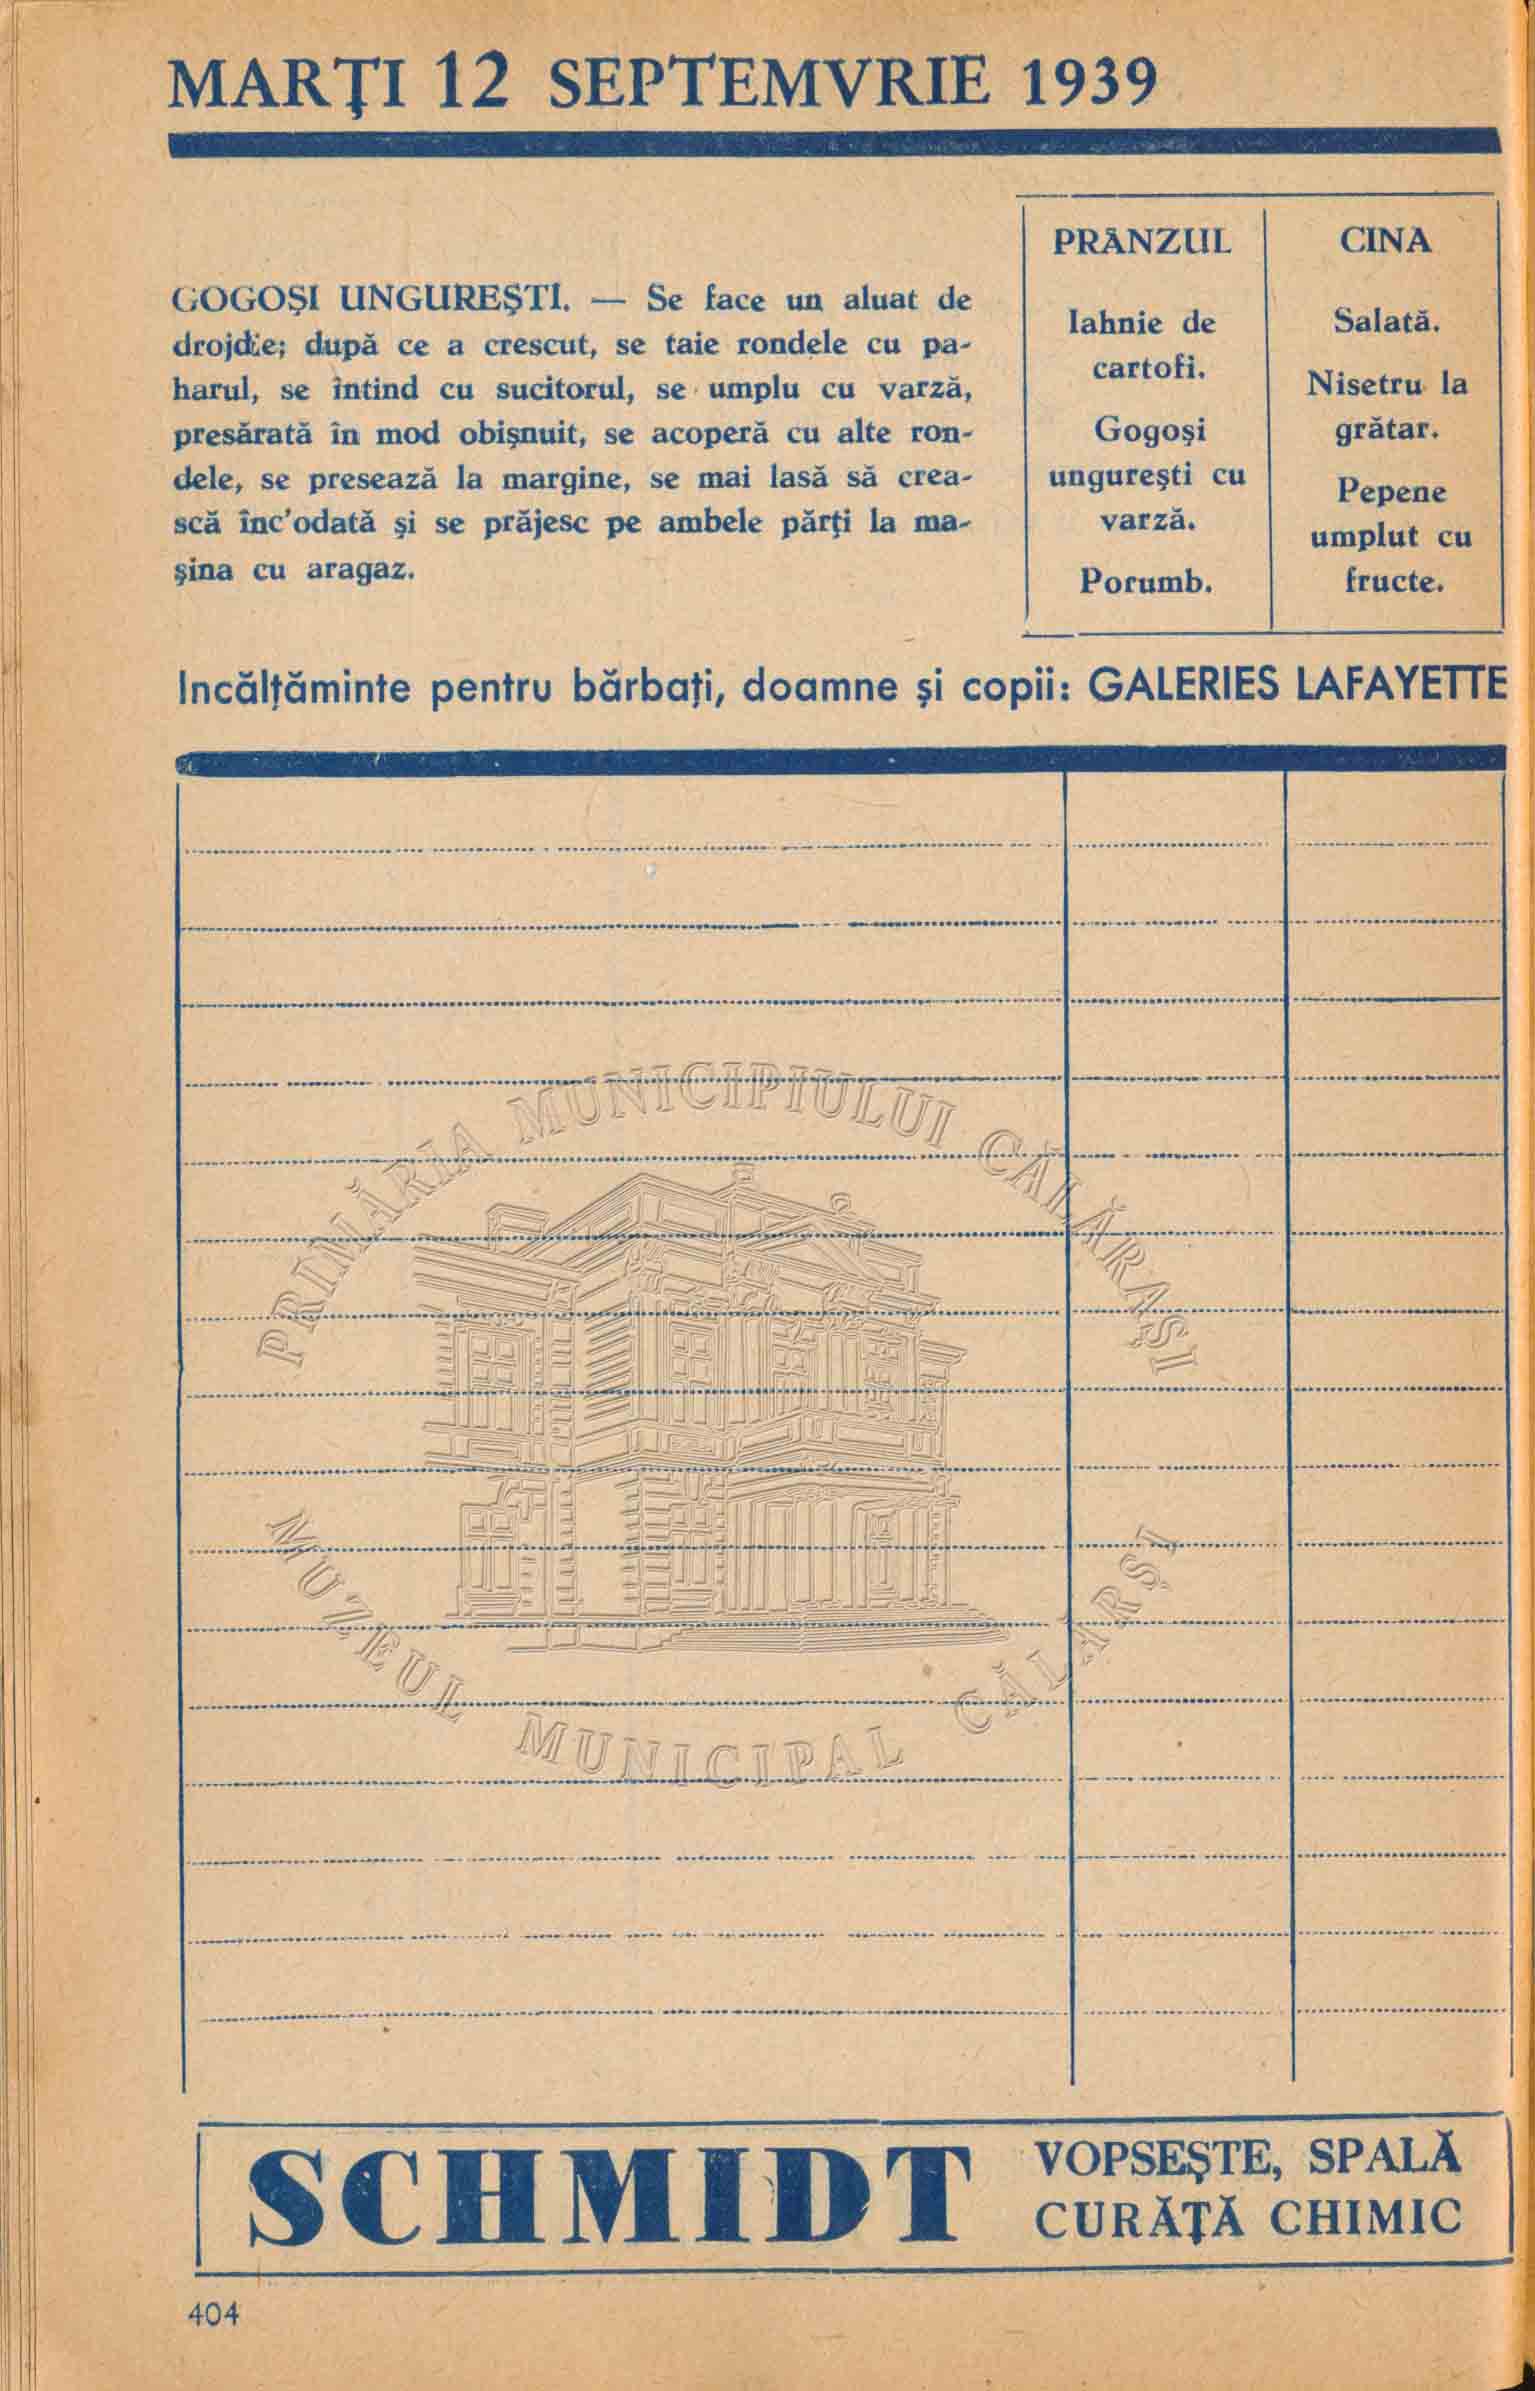 MARŢI 12 SEPTEMVRIE 1939
GOGOŞI UNGUREŞTI. — Se face un aluat de
drojdie; după ce a crescut, se taie rondele cu pa-
harul, se întind cu sucitorul, se umplu cu varză,
presărată în mod obişnuit, se acoperă cu alte ron-
dele, se presează la margine, se mai lasă să crea-
scă înc'odată şi se prăjesc pe ambele părţi la ma-
şina cu aragaz.
PRÂNZUL
Iahnie de
cartofi.
Gogoşi
ungureşti cu
varză.
Porumb.
CINA
Salată.
Nisetru la
grătar.
Pepene
umplut cu
fructe.
Incălţăminte pentru bărbaţi, doamne şi copii: GALERIES LAFAYETTE
PRIMĂRIA MUNICIPIULUI CĂLĂRAŞI
MUZEUL MUNICIPAL CĂLĂRŞI
SCHMIDT
VOPSEŞTE, SPALĂ
CURĂŢĂ CHIMIC
404